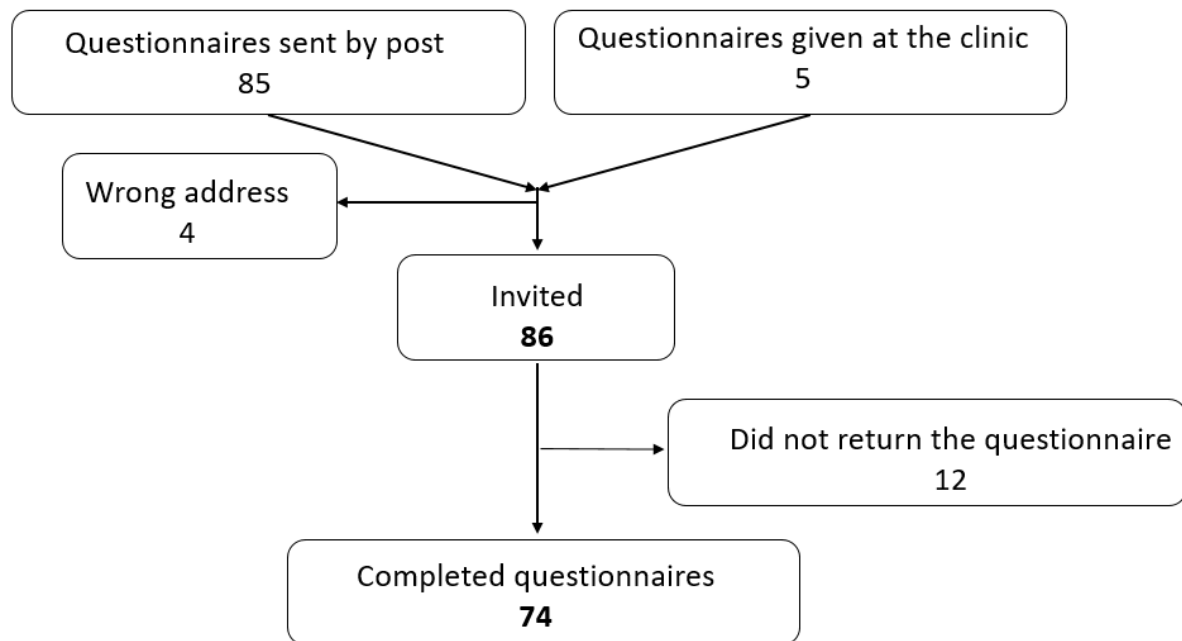 Questionnaires sent by post
85
Questionnaires given at the clinic
5
Wrong address
4
Invited
86
Did not return the questionnaire
12
Completed questionnaires
74